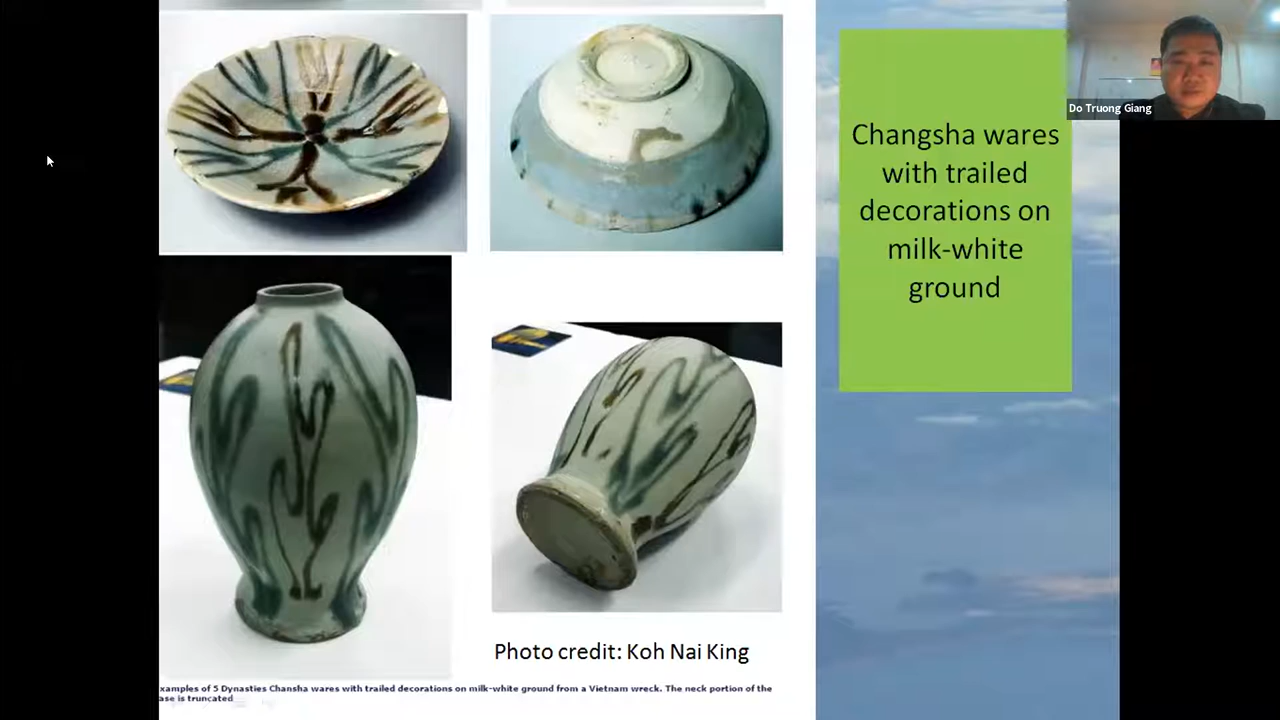 Do Truong Giang
Changsha wares
with trailed
decorations on
milk-white
ground
Photo credit: Koh Nai King
xamples of 5 Dynasties Chansha wares with trailed decorations on milk-white ground from a Vietnam wreck. The neck portion of the
ase is truncated